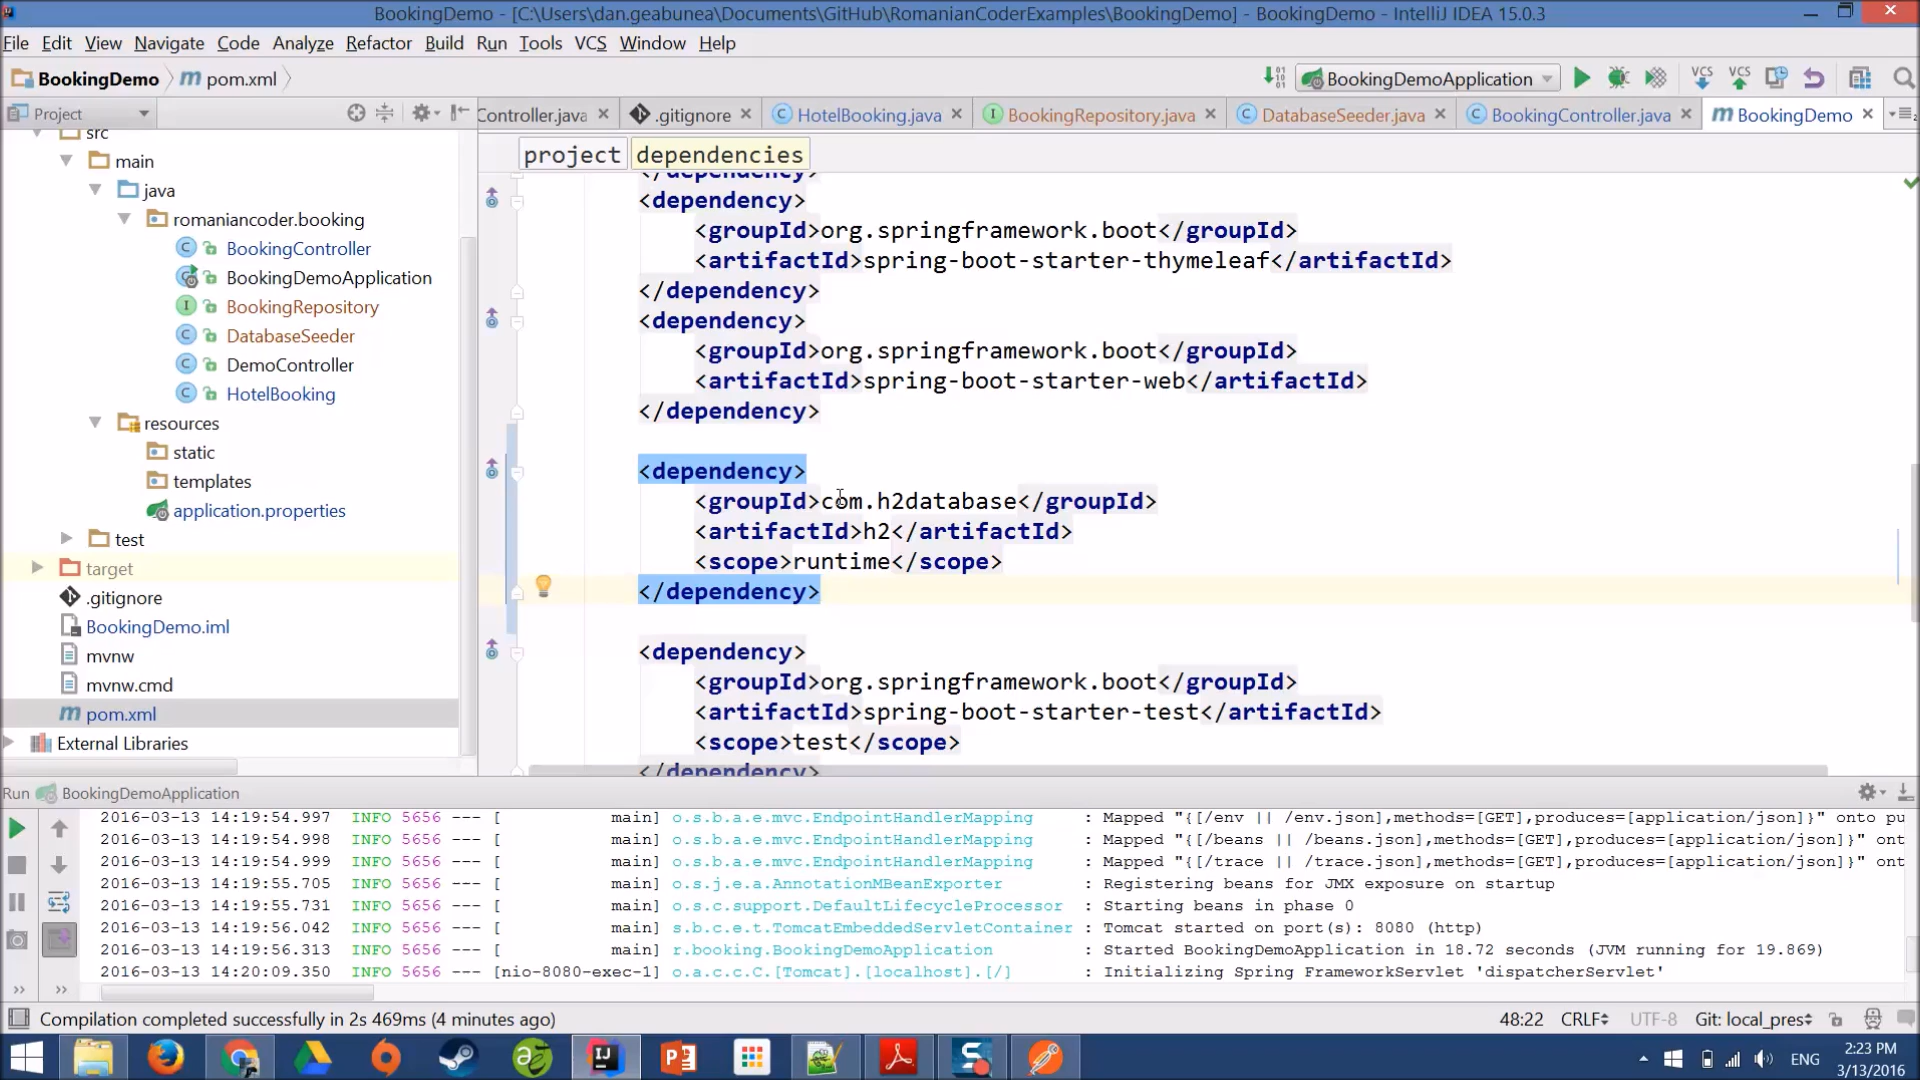 BookingDemo - [C:\Users\dan.geabunea\Documents\GitHub\RomanianCoderExamples\BookingDemo] - BookingDemo - IntelliJ IDEA 15.0.3
File Edit View Navigate Code Analyze Refactor Build Run Tools VCS Window Help
BookingDemo pom.xml BookingDemoApplication
Project Controller.java .gitignore HotelBooking.java BookingRepository.java DatabaseSeeder.java BookingController.java BookingDemo
project dependencies
src
main
java
romaniancoder.booking
BookingController
BookingDemoApplication
BookingRepository
DatabaseSeeder
DemoController
HotelBooking
resources
static
templates
application.properties
test
target
.gitignore
BookingDemo.iml
mvnw
mvnw.cmd
pom.xml
External Libraries
</dependency>
<dependency>
<groupId>org.springframework.boot</groupId>
<artifactId>spring-boot-starter-thymeleaf</artifactId>
</dependency>
<dependency>
<groupId>org.springframework.boot</groupId>
<artifactId>spring-boot-starter-web</artifactId>
</dependency>
<dependency>
<groupId>com.h2database</groupId>
<artifactId>h2</artifactId>
<scope>runtime</scope>
</dependency>
<dependency>
<groupId>org.springframework.boot</groupId>
<artifactId>spring-boot-starter-test</artifactId>
<scope>test</scope>
</dependency>
Run BookingDemoApplication
2016-03-13 14:19:54.997 INFO 5656 --- [ main] o.s.b.a.e.mvc.EndpointHandlerMapping : Mapped "{[/env || /env.json],methods=[GET],produces=[application/json]}" onto pu
2016-03-13 14:19:54.998 INFO 5656 --- [ main] o.s.b.a.e.mvc.EndpointHandlerMapping : Mapped "{[/beans || /beans.json],methods=[GET],produces=[application/json]}"
2016-03-13 14:19:54.999 INFO 5656 --- [ main] o.s.b.a.e.mvc.EndpointHandlerMapping : Mapped "{[/trace || /trace.json],methods=[GET],produces=[application/json]}" ont
2016-03-13 14:19:55.705 INFO 5656 --- [ main] o.s.j.e.a.AnnotationMBeanExporter : Registering beans for JMX exposure on startup
2016-03-13 14:19:55.731 INFO 5656 --- [ main] o.s.c.support.DefaultLifecycleProcessor : Starting beans in phase 0
2016-03-13 14:19:56.042 INFO 5656 --- [ main] s.b.c.e.t.TomcatEmbeddedServletContainer : Tomcat started on port(s): 8080 (http)
2016-03-13 14:19:56.313 INFO 5656 --- [ main] r.booking.BookingDemoApplication : Started BookingDemoApplication in 18.72 seconds (JVM running for 19.869)
2016-03-13 14:20:09.350 INFO 5656 --- [nio-8080-exec-1] o.a.c.c.C.[Tomcat].[localhost].[/] : Initializing Spring FrameworkServlet 'dispatcherServlet'
Compilation completed successfully in 2s 469ms (4 minutes ago) 48:22 CRLF UTF-8 Git: local_pres
ENG 2:23 PM
3/13/2016